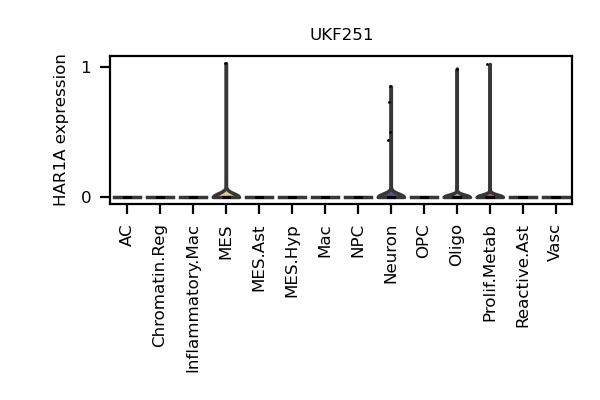 UKF251
HAR1A expression
1
0
AC
Chromatin.Reg
Inflammatory.Mac
MES
MES.Ast
MES.Hyp
Mac
NPC
Neuron
OPC
Oligo
Prolif.Metab
Reactive.Ast
Vasc